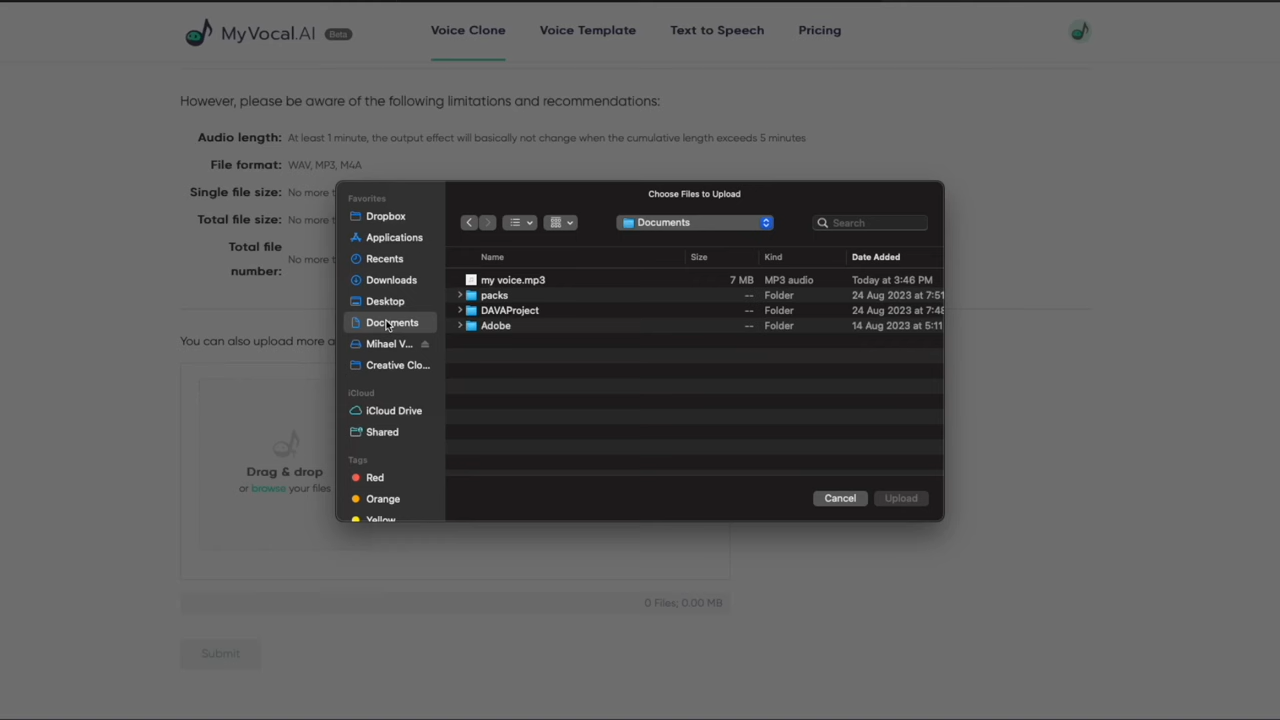 MyVocal.AI Beta
Voice Clone
Voice Template
Text to Speech
Pricing
However, please be aware of the following limitations and recommendations:
Audio length: At least 1 minute, the output effect will basically not change when the cumulative length exceeds 5 minutes
File format: WAV, MP3, M4A
Single file size: No more t
Total file size: No more t
Total file number: No more t
You can also upload more a
Drag & drop
or browse your files
0 Files; 0.00 MB
Submit
Choose Files to Upload
Favorites
Dropbox
Applications
Recents
Downloads
Desktop
Documents
Mihael V...
Creative Clo...
iCloud
iCloud Drive
Shared
Tags
Red
Orange
Yellow
Documents
Search
Name Size Kind Date Added
my voice.mp3 7 MB MP3 audio Today at 3:46 PM
packs -- Folder 24 Aug 2023 at 7:51
DAVAProject -- Folder 24 Aug 2023 at 7:48
Adobe -- Folder 14 Aug 2023 at 5:11
Cancel
Upload